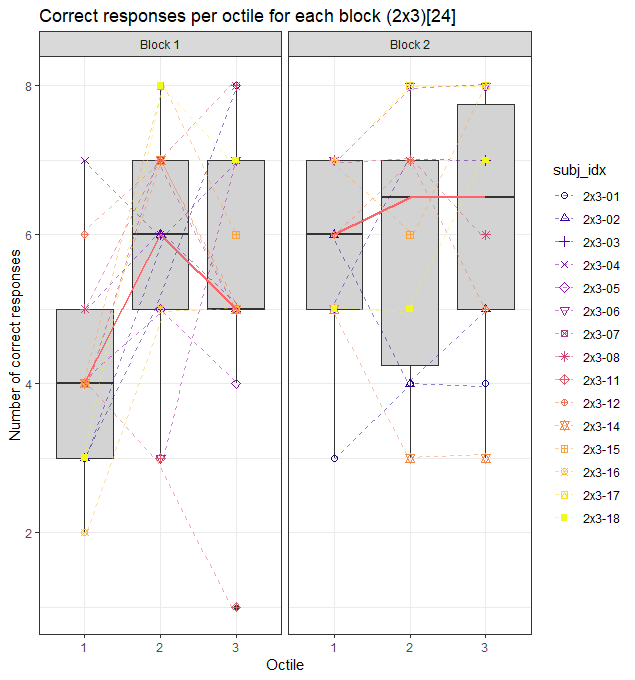 Correct responses per octile for each block (2x3)[24]
Block 1
Block 2
8
6
4
2
Number of correct responses
1
2
3
1
2
3
Octile
subj_idx
2x3-01
2x3-02
2x3-03
2x3-04
2x3-05
2x3-06
2x3-07
2x3-08
2x3-11
2x3-12
2x3-14
2x3-15
2x3-16
2x3-17
2x3-18